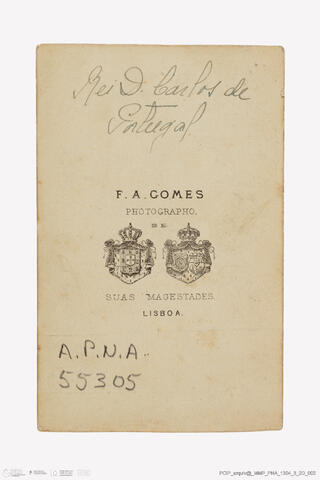 Rei D. Carlos de
Portugal
F. A. GOMES
PHOTOGRAPHO,
DE
SUAS MAGESTADES.
LISBOA.
A.P.N.A.
55305